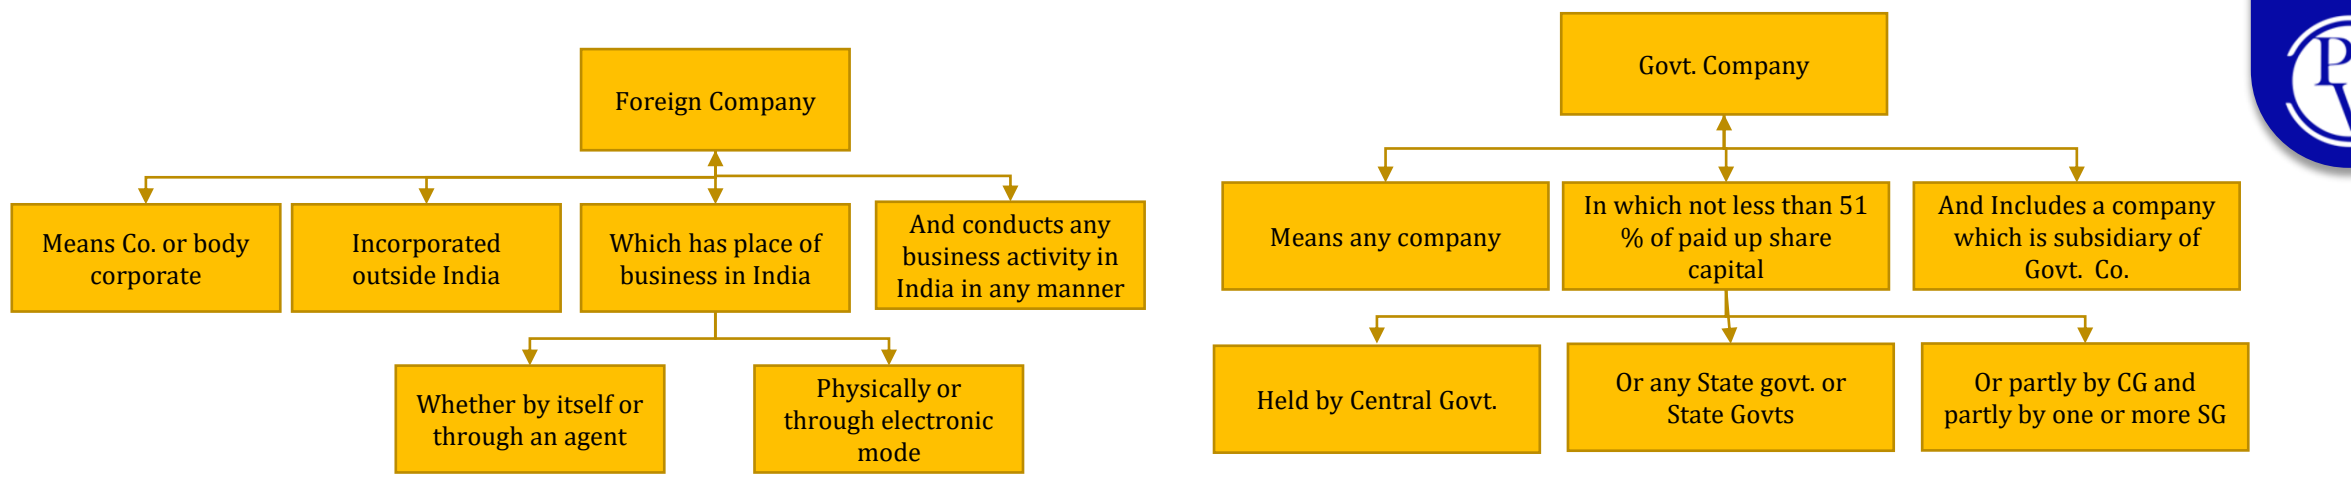 Foreign Company
Means Co. or body
corporate
Incorporated
outside India
Which has place of
business in India
And conducts any
business activity in
India in any manner
Whether by itself or
through an agent
Physically or
through electronic
mode
Govt. Company
Means any company
In which not less than 51
% of paid up share
capital
And Includes a company
which is subsidiary of
Govt.  Co.
Held by Central Govt.
Or any State govt. or
State Govts
Or partly by CG and
partly by one or more SG
P